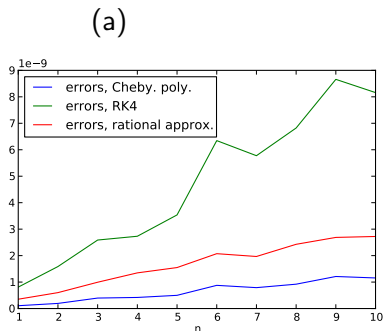 (a)
1e−9
9
8
7
6
5
4
3
2
1
0
errors, Cheby. poly.
errors, RK4
errors, rational approx.
1 2 3 4 5 6 7 8 9 10
n